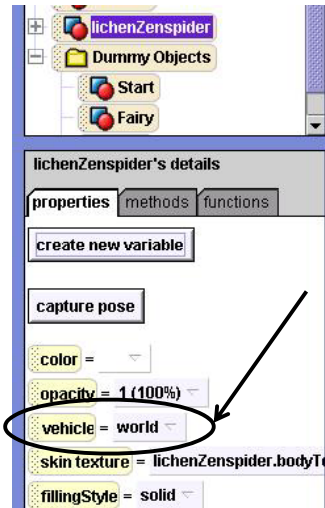 lichenZenspider
Dummy Objects
Start
Fairy
lichenZenspider's details
properties methods functions
create new variable
capture pose
color =
opacity = 1 (100%)
vehicle = world
skin texture = lichenZenspider.bodyTe
fillingStyle = solid